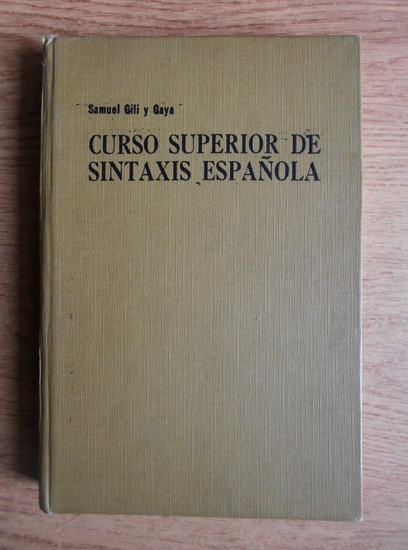 Samuel Gili y Gaya
CURSO SUPERIOR DE
SINTAXIS ESPAÑOLA